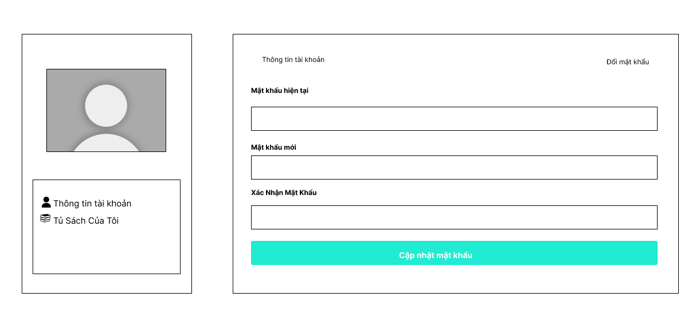 Thông tin tài khoản
Tủ Sách Của Tôi
Thông tin tài khoản
Đổi mật khẩu
Mật khẩu hiện tại
Mật khẩu mới
Xác Nhận Mật Khẩu
Cập nhật mật khẩu